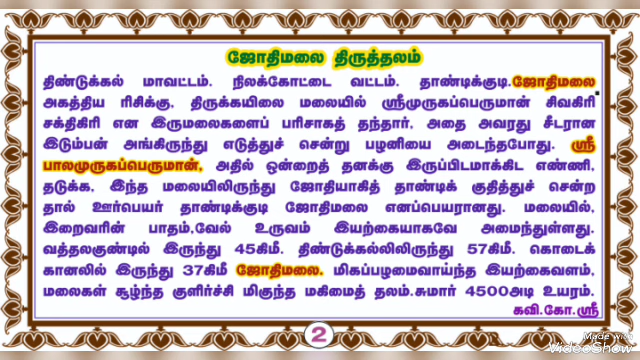 ஜோதிமலை திருத்தலம்
திண்டுக்கல் மாவட்டம். நிலக்கோட்டை வட்டம். தாண்டிக்குடி.ஜோதிமலை
அகத்திய ரிசிக்கு, திருக்கயிலை மலையில் ஸ்ரீமுருகப்பெருமான் சிவகிரி
சக்திகிரி என இருமலைகளைப் பரிசாகத் தந்தார், அதை அவரது சீடரான
இடும்பன் அங்கிருந்து எடுத்துச் சென்று பழனியை அடைந்தபோது. ஸ்ரீ
பாலமுருகப்பெருமான், அதில் ஒன்றைத் தனக்கு இருப்பிடமாக்கிட எண்ணி,
தடுக்க, இந்த மலையிலிருந்து ஜோதியாகித் தாண்டிக் குதித்துச் சென்ற
தால் ஊர்பெயர் தாண்டிக்குடி ஜோதிமலை எனப்பெயரானது. மலையில்,
இறைவரின் பாதம்,வேல் உருவம் இயற்கையாகவே அமைந்துள்ளது.
வத்தலகுண்டில் இருந்து 45கிமீ. திண்டுக்கல்லிலிருந்து 57கிமீ. கொடைக்
கானலில் இருந்து 37கிமீ ஜோதிமலை. மிகப்பழமைவாய்ந்த இயற்கைவளம்,
மலைகள் சூழ்ந்த குளிர்ச்சி மிகுந்த மகிமைத் தலம்.சுமார் 4500அடி உயரம்.
கவி.கோ.ஸ்ரீ
2
Made with
VideoShow